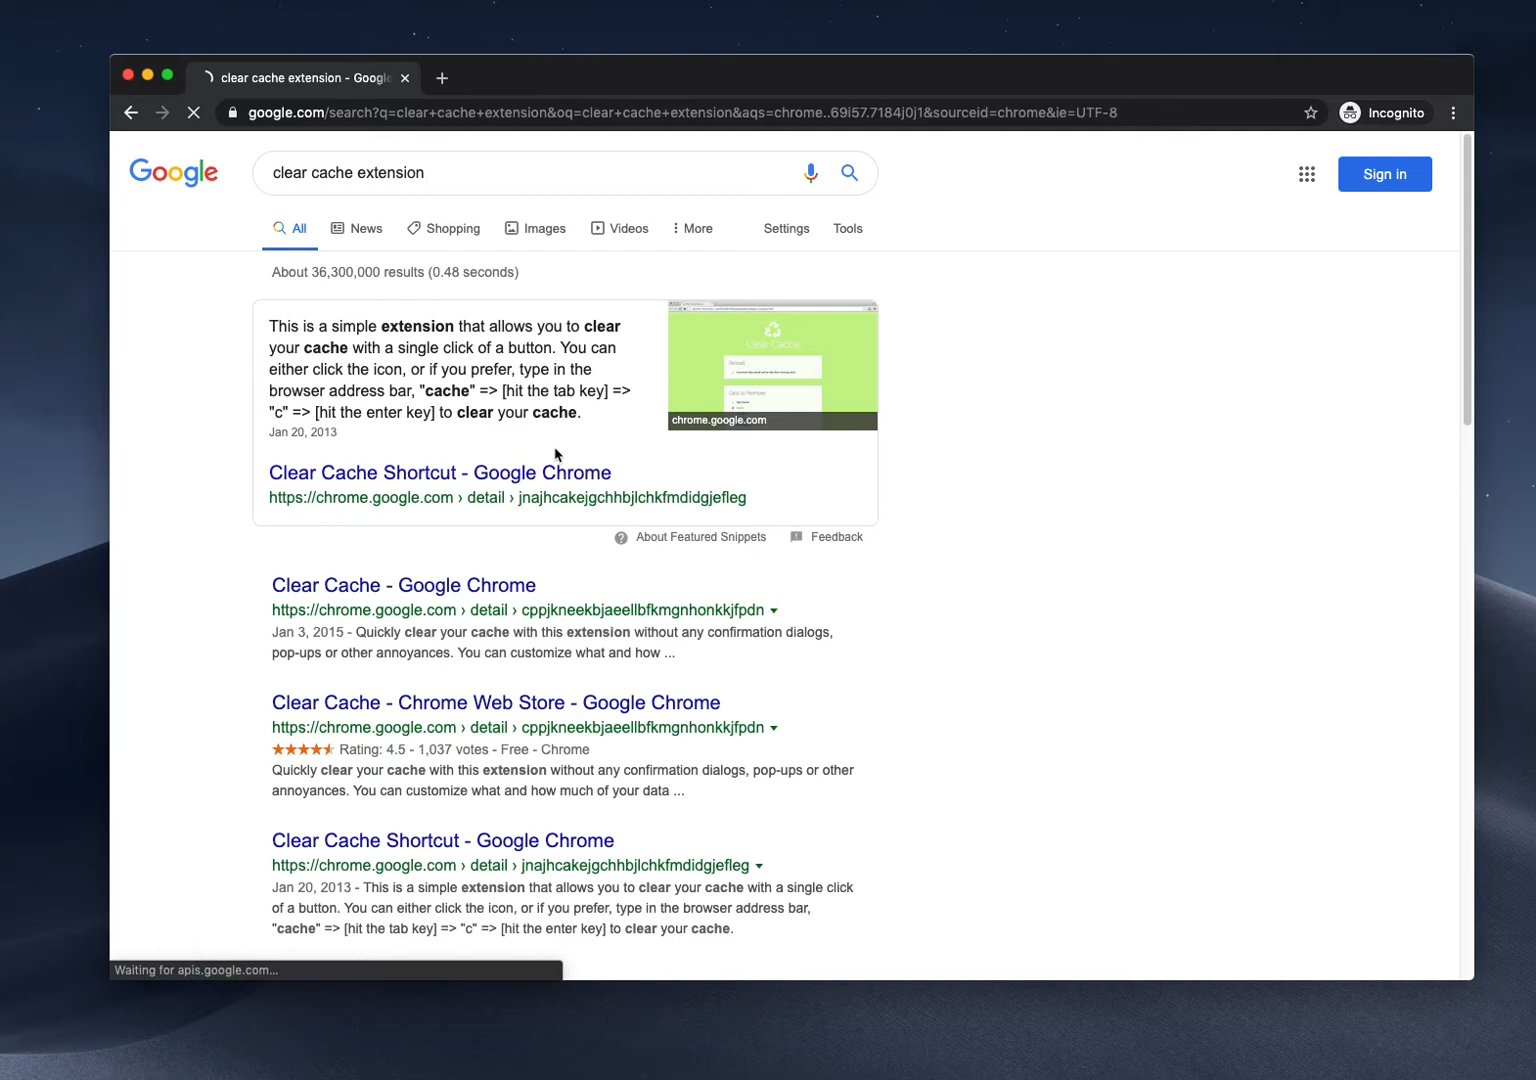 clear cache extension - Google
google.com/search?q=clear+cache+extension&oq=clear+cache+extension&aqs=chrome..69i57.7184j0j1&sourceid=chrome&ie=UTF-8
Incognito
Google
clear cache extension
Sign in
All
News
Shopping
Images
Videos
More
Settings
Tools
About 36,300,000 results (0.48 seconds)
This is a simple extension that allows you to clear
your cache with a single click of a button. You can
either click the icon, or if you prefer, type in the
browser address bar, "cache" => [hit the tab key] =>
"c" => [hit the enter key] to clear your cache.
Jan 20, 2013
Clear Cache
Reload
Data to Remove
chrome.google.com
Clear Cache Shortcut - Google Chrome
https://chrome.google.com › detail › jnajhcakejgchhbjlchkfmdidgjefleg
About Featured Snippets
Feedback
Clear Cache - Google Chrome
https://chrome.google.com › detail › cppjkneekbjaeellbfkmgnhonkkjfpdn
Jan 3, 2015 - Quickly clear your cache with this extension without any confirmation dialogs,
pop-ups or other annoyances. You can customize what and how ...
Clear Cache - Chrome Web Store - Google Chrome
https://chrome.google.com › detail › cppjkneekbjaeellbfkmgnhonkkjfpdn
Rating: 4.5 - 1,037 votes - Free - Chrome
Quickly clear your cache with this extension without any confirmation dialogs, pop-ups or other
annoyances. You can customize what and how much of your data ...
Clear Cache Shortcut - Google Chrome
https://chrome.google.com › detail › jnajhcakejgchhbjlchkfmdidgjefleg
Jan 20, 2013 - This is a simple extension that allows you to clear your cache with a single click
of a button. You can either click the icon, or if you prefer, type in the browser address bar,
"cache" => [hit the tab key] => "c" => [hit the enter key] to clear your cache.
Waiting for apis.google.com...